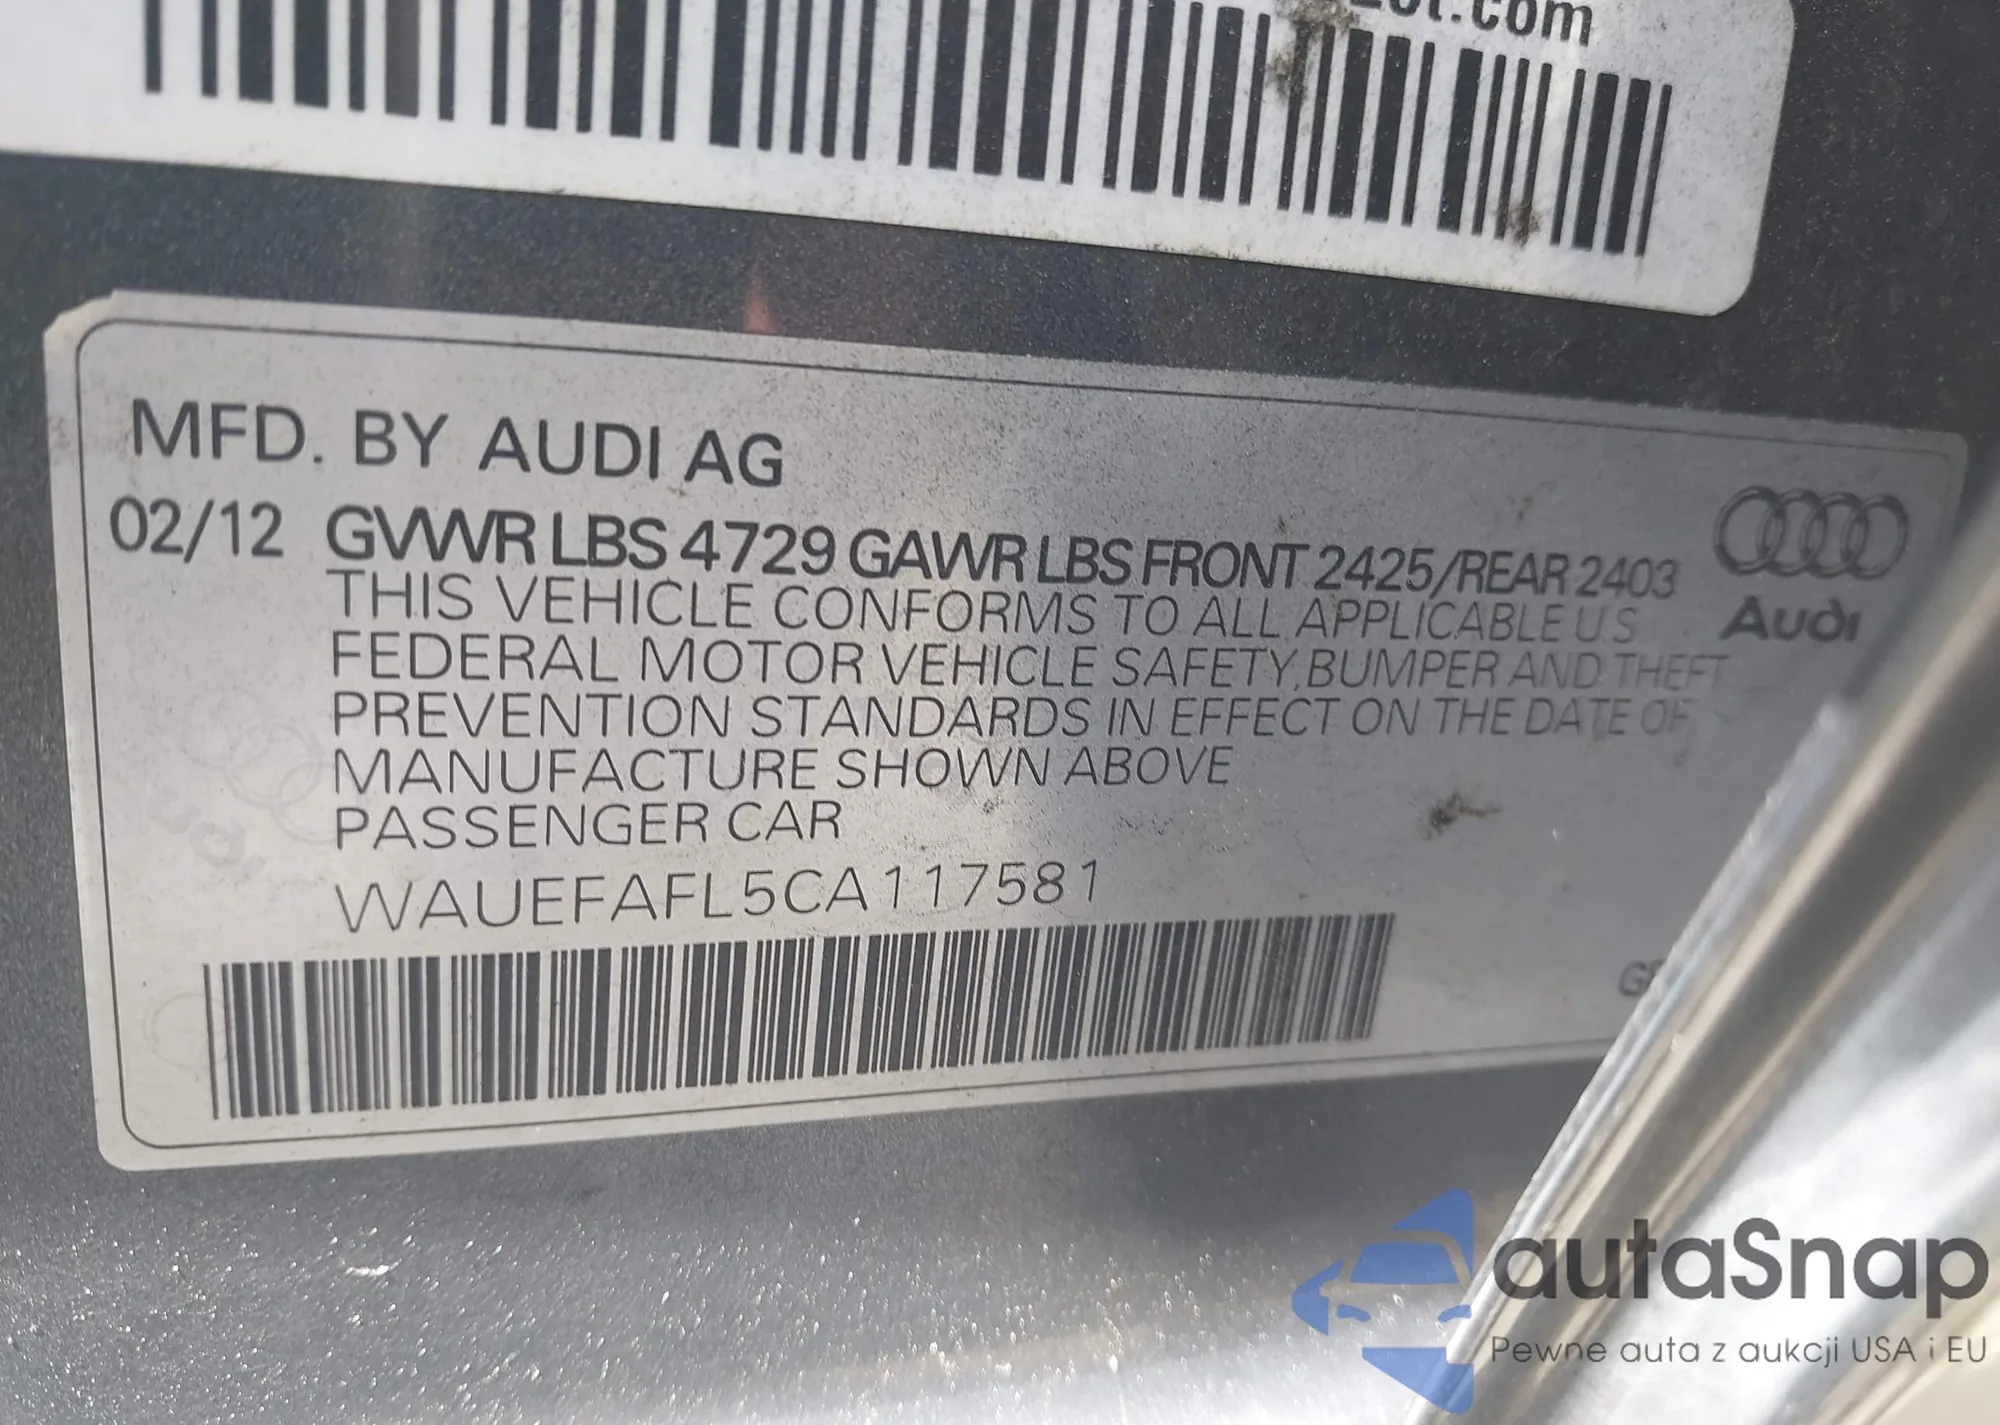 MFD. BY AUDI AG
02/12 GVWR LBS 4729 GAWR LBS FRONT 2425/REAR 2403
THIS VEHICLE CONFORMS TO ALL APPLICABLE U S
FEDERAL MOTOR VEHICLE SAFETY, BUMPER AND THEFT
PREVENTION STANDARDS IN EFFECT ON THE DATE OF
MANUFACTURE SHOWN ABOVE
PASSENGER CAR
WAUEFAFL5CA117581
Audi
autaSnap
Pewne auta z aukcji USA i EU